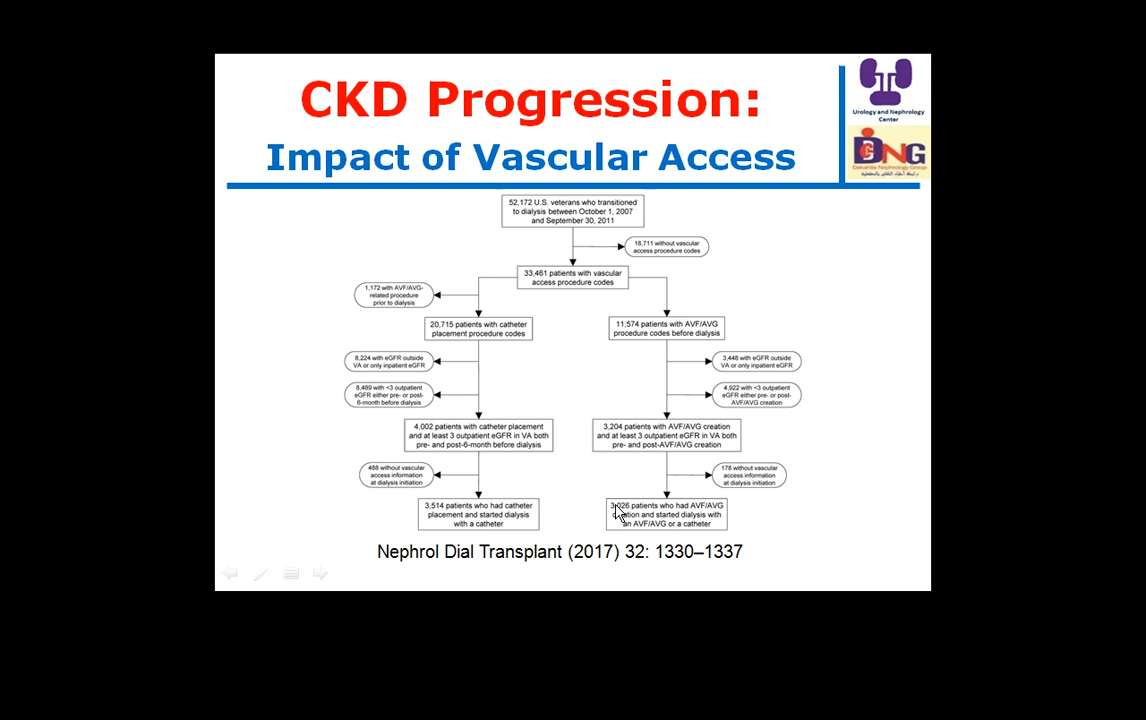 CKD Progression:
Impact of Vascular Access
Urology and Nephrology
Center
DNG
Dakahlia Nephrology Group
52,172 U.S. veterans who transitioned
to dialysis between October 1, 2007
and September 30, 2011
18,711 without vascular
access procedure codes
33,461 patients with vascular
access procedure codes
1,172 with AVF/AVG-
related procedure
prior to dialysis
20,715 patients with catheter
placement procedure codes
11,574 patients with AVF/AVG
procedure codes before dialysis
8,224 with eGFR outside
VA or only inpatient eGFR
3,448 with eGFR outside
VA or only inpatient eGFR
8,489 with <3 outpatient
eGFR either pre- or post-
6-month before dialysis
4,922 with <3 outpatient
eGFR either pre- or post-
AVF/AVG creation
4,002 patients with catheter placement
and at least 3 outpatient eGFR in VA both
pre- and post-6-month before dialysis
3,204 patients with AVF/AVG creation
and at least 3 outpatient eGFR in VA both
pre- and post-AVF/AVG creation
488 without vascular
access information
at dialysis initiation
178 without vascular
access information
at dialysis initiation
3,514 patients who had catheter
placement and started dialysis
with a catheter
3,026 patients who had AVF/AVG
creation and started dialysis with
an AVF/AVG or a catheter
Nephrol Dial Transplant (2017) 32: 1330–1337